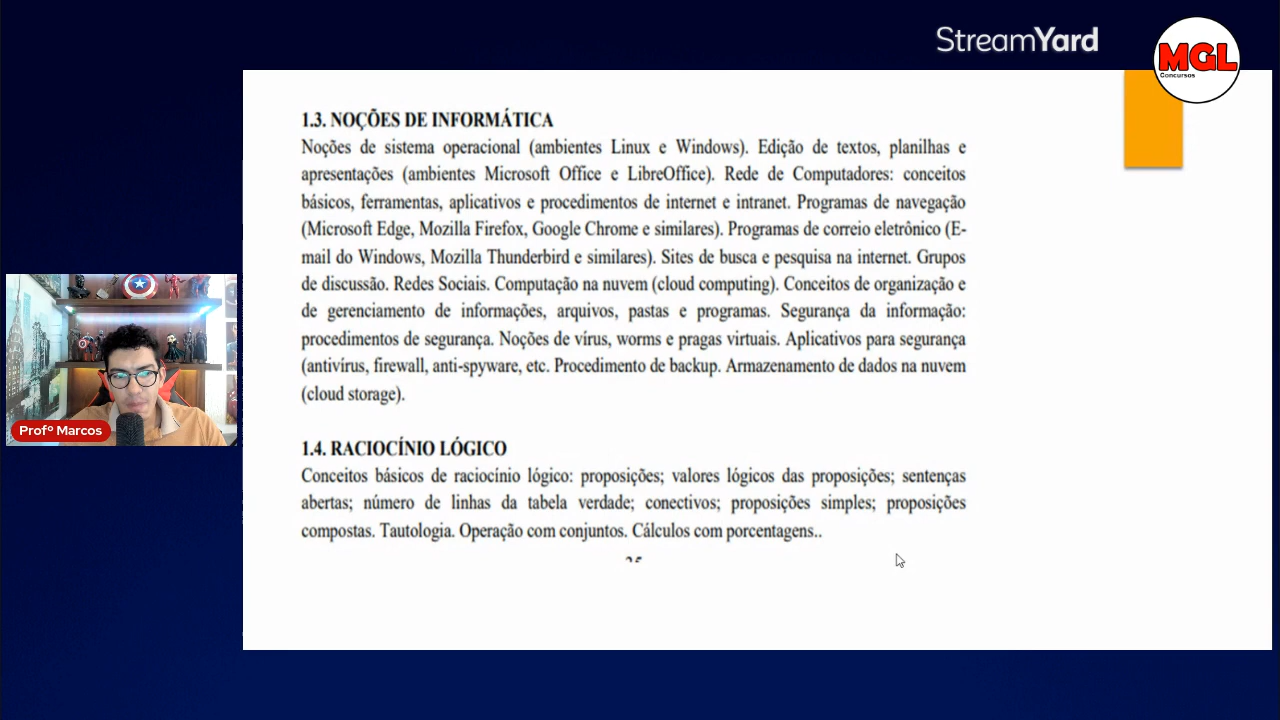 StreamYard
MGL
Concursos
1.3. NOÇÕES DE INFORMÁTICA
Noções de sistema operacional (ambientes Linux e Windows). Edição de textos, planilhas e
apresentações (ambientes Microsoft Office e LibreOffice). Rede de Computadores: conceitos
básicos, ferramentas, aplicativos e procedimentos de internet e intranet. Programas de navegação
(Microsoft Edge, Mozilla Firefox, Google Chrome e similares). Programas de correio eletrônico (E-
mail do Windows, Mozilla Thunderbird e similares). Sites de busca e pesquisa na internet. Grupos
de discussão. Redes Sociais. Computação na nuvem (cloud computing). Conceitos de organização e
de gerenciamento de informações, arquivos, pastas e programas. Segurança da informação:
procedimentos de segurança. Noções de vírus, worms e pragas virtuais. Aplicativos para segurança
(antivírus, firewall, anti-spyware, etc. Procedimento de backup. Armazenamento de dados na nuvem
(cloud storage).
1.4. RACIOCÍNIO LÓGICO
Conceitos básicos de raciocínio lógico: proposições; valores lógicos das proposições; sentenças
abertas; número de linhas da tabela verdade; conectivos; proposições simples; proposições
compostas. Tautologia. Operação com conjuntos. Cálculos com porcentagens..
Profº Marcos